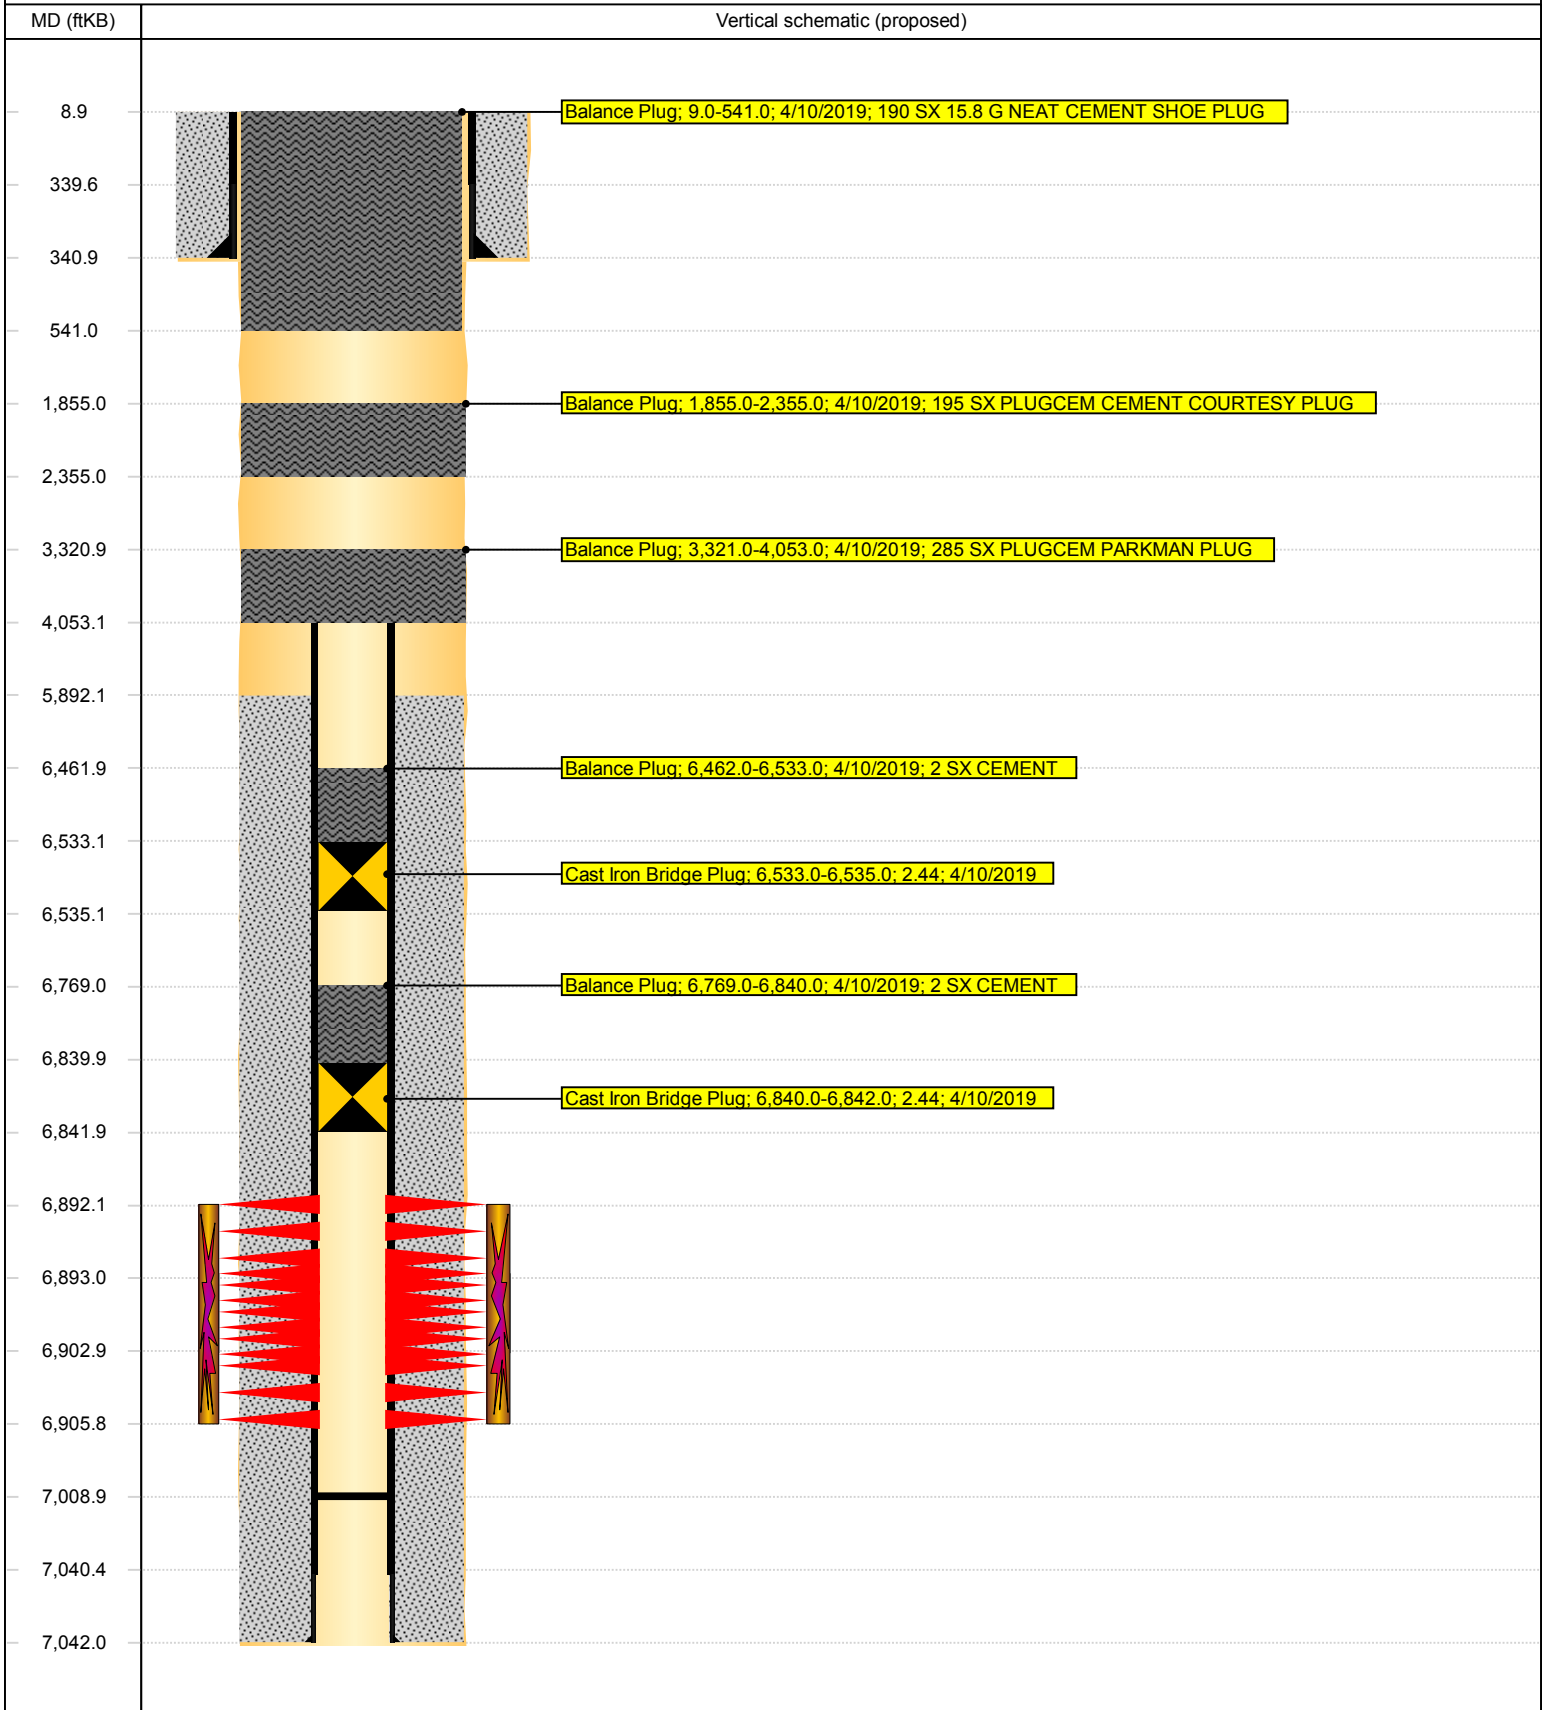 MD (ftKB)
Vertical schematic (proposed)
8.9
Balance Plug; 9.0-541.0; 4/10/2019; 190 SX 15.8 G NEAT CEMENT SHOE PLUG
339.6
340.9
541.0
1,855.0
Balance Plug; 1,855.0-2,355.0; 4/10/2019; 195 SX PLUGCEM CEMENT COURTESY PLUG
2,355.0
3,320.9
Balance Plug; 3,321.0-4,053.0; 4/10/2019; 285 SX PLUGCEM PARKMAN PLUG
4,053.1
5,892.1
6,461.9
Balance Plug; 6,462.0-6,533.0; 4/10/2019; 2 SX CEMENT
6,533.1
Cast Iron Bridge Plug; 6,533.0-6,535.0; 2.44; 4/10/2019
6,535.1
6,769.0
Balance Plug; 6,769.0-6,840.0; 4/10/2019; 2 SX CEMENT
6,839.9
Cast Iron Bridge Plug; 6,840.0-6,842.0; 2.44; 4/10/2019
6,841.9
6,892.1
6,893.0
6,902.9
6,905.8
7,008.9
7,040.4
7,042.0